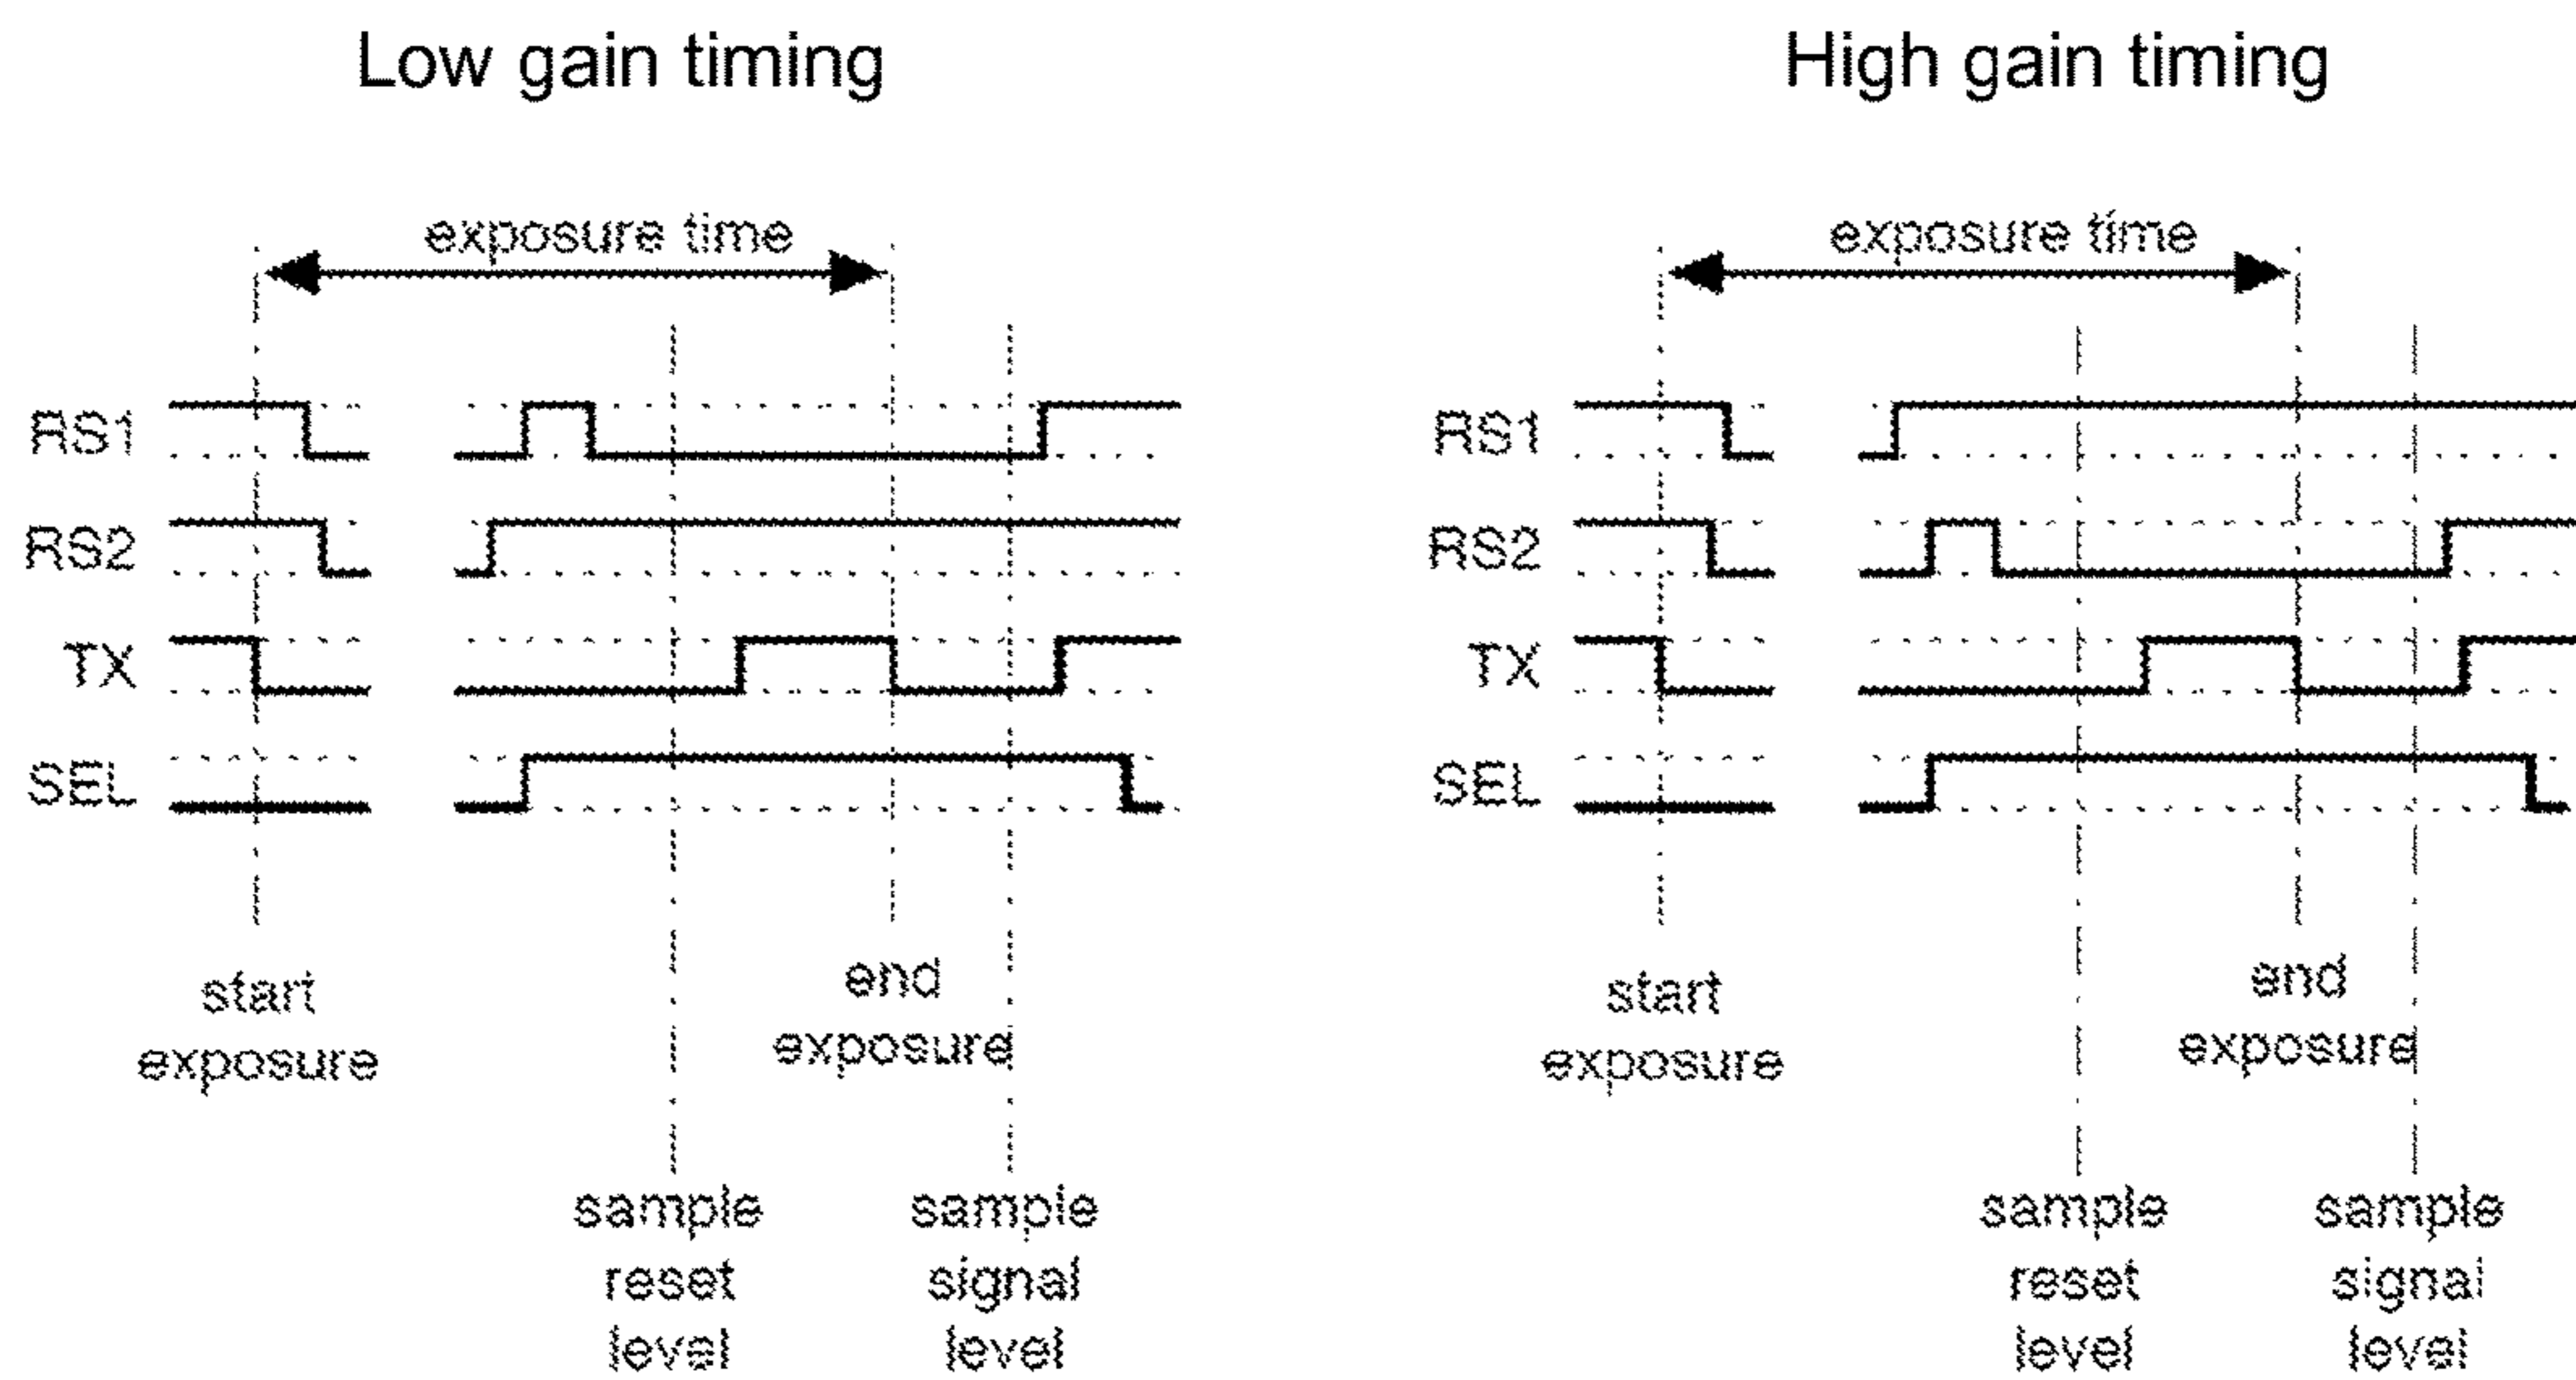 Low gain timing
exposure time
RS1
RS2
TX
SEL
start
exposure
end
exposure
sample
reset
level
sample
signal
level
High gain timing
exposure time
RS1
RS2
TX
SEL
start
exposure
end
exposure
sample
reset
level
sample
signal
level